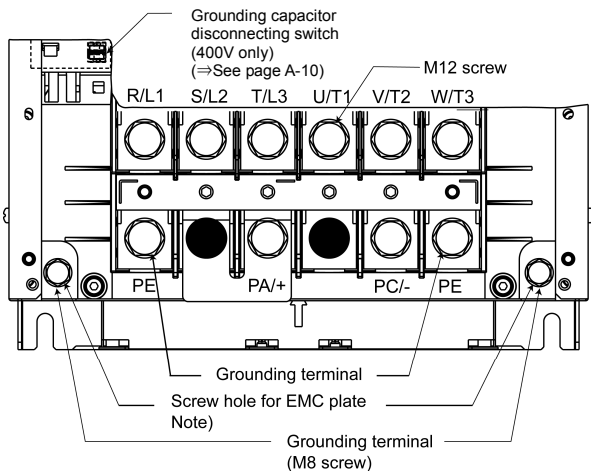 Grounding capacitor
disconnecting switch
(400V only)
(⇒See page A-10)
M12 screw
R/L1 S/L2 T/L3 U/T1 V/T2 W/T3
PE PA/+ PC/- PE
Grounding terminal
Screw hole for EMC plate
Note)
Grounding terminal
(M8 screw)